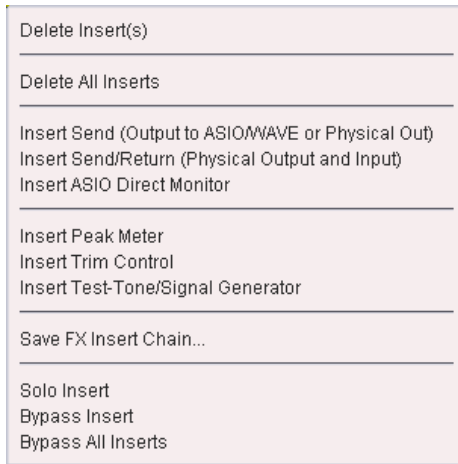 Delete Insert(s)
Delete All Inserts
Insert Send (Output to ASIO/WAVE or Physical Out)
Insert Send/Return (Physical Output and Input)
Insert ASIO Direct Monitor
Insert Peak Meter
Insert Trim Control
Insert Test-Tone/Signal Generator
Save FX Insert Chain...
Solo Insert
Bypass Insert
Bypass All Inserts